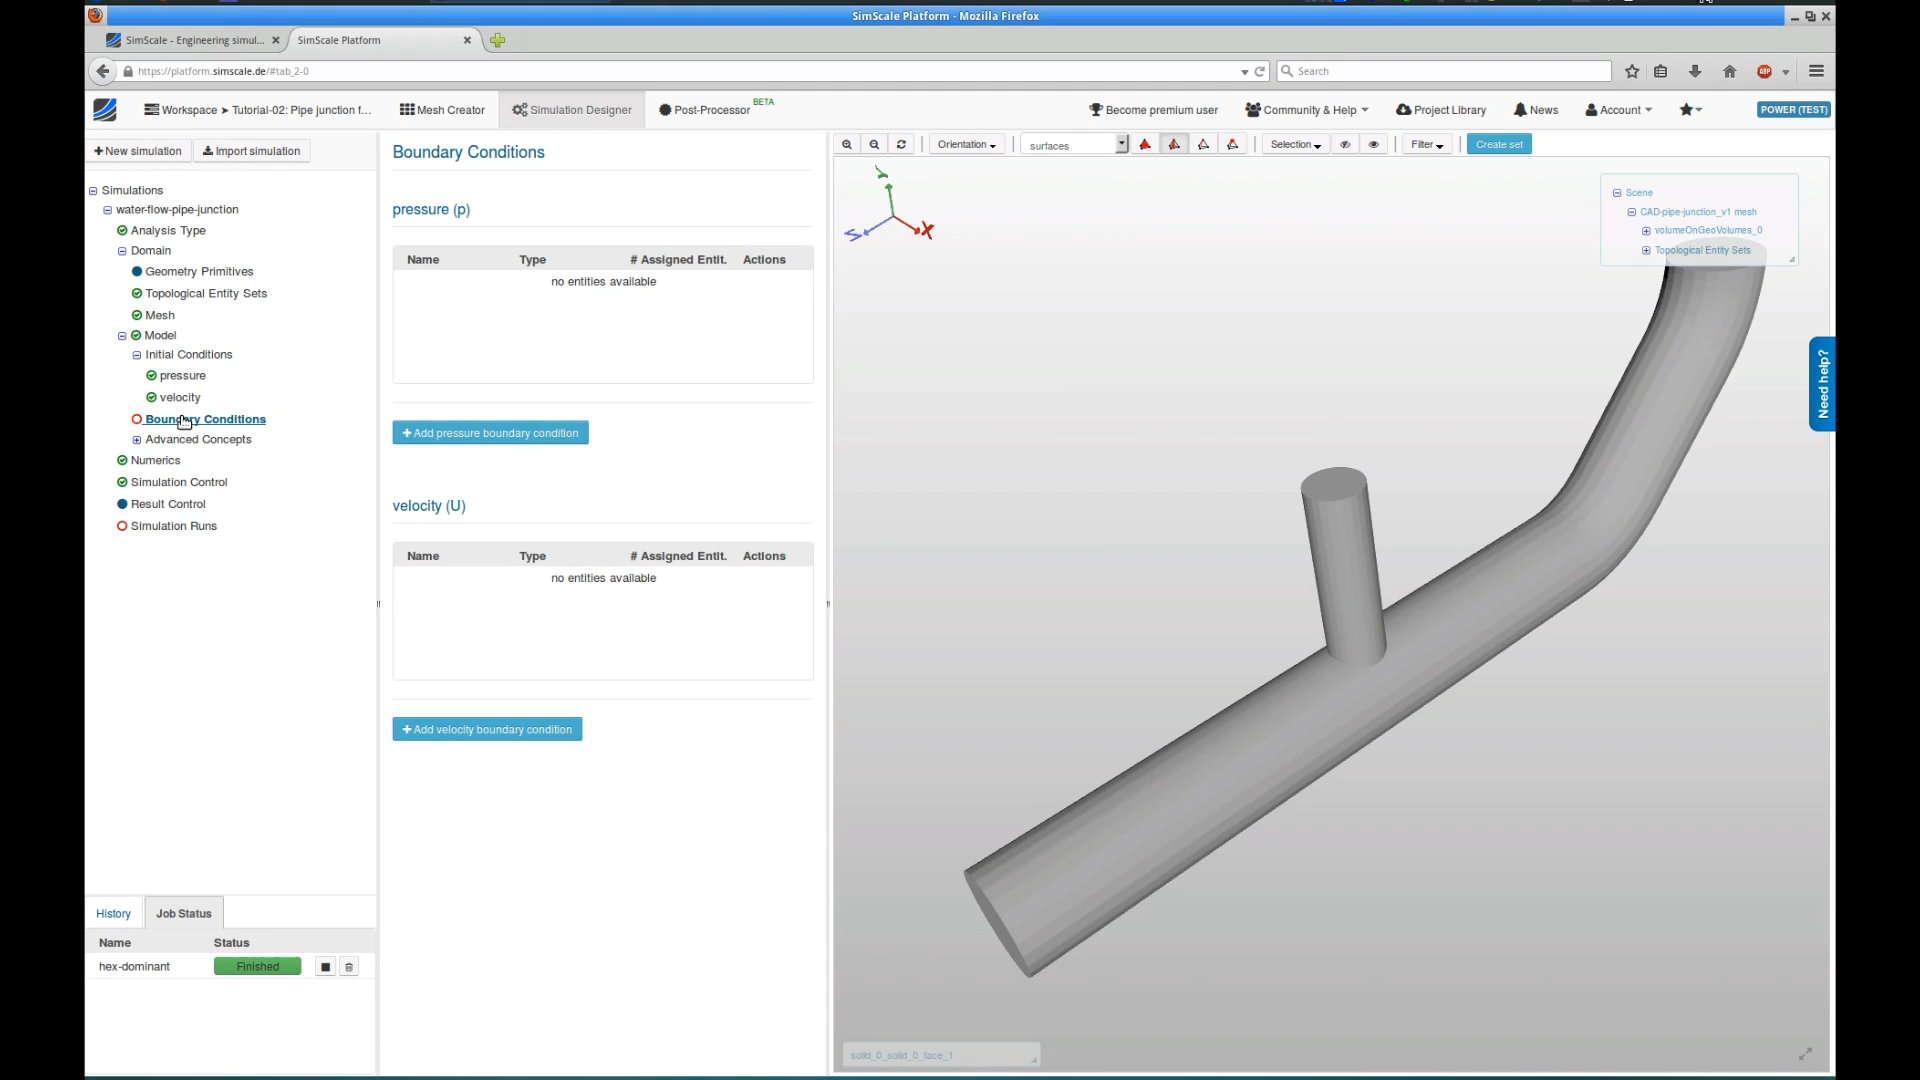 SimScale Platform - Mozilla Firefox
SimScale - Engineering simul...
SimScale Platform
https://platform.simscale.de/#tab_2-0
Search
ABP
Workspace ➤ Tutorial-02: Pipe junction f...
Mesh Creator
Simulation Designer
Post-Processor BETA
Become premium user
Community & Help
Project Library
News
Account
POWER (TEST)
+ New simulation
Import simulation
Simulations
water-flow-pipe-junction
Analysis Type
Domain
Geometry Primitives
Topological Entity Sets
Mesh
Model
Initial Conditions
pressure
velocity
Boundary Conditions
Advanced Concepts
Numerics
Simulation Control
Result Control
Simulation Runs
History
Job Status
Name Status
hex-dominant Finished
Boundary Conditions
pressure (p)
Name Type # Assigned Entit. Actions
no entities available
+ Add pressure boundary condition
velocity (U)
Name Type # Assigned Entit. Actions
no entities available
+ Add velocity boundary condition
Orientation
surfaces
Selection
Filter
Create set
Y
Z
X
Scene
CAD-pipe-junction_v1 mesh
volumeOnGeoVolumes_0
Topological Entity Sets
Need help?
solid_0_solid_0_face_1